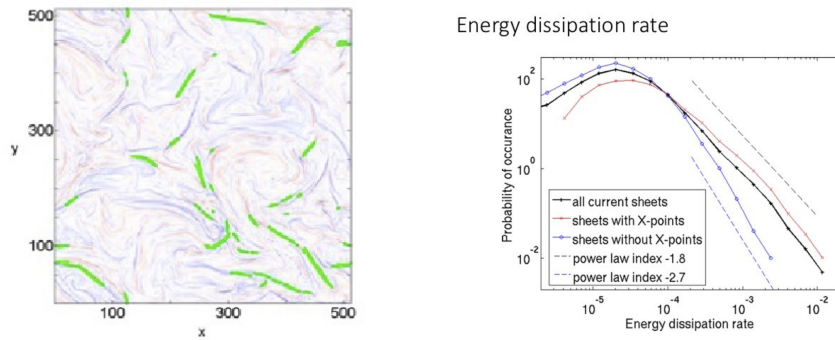 Energy dissipation rate
500
300
100
y
100
300
500
x
10^2
10^0
10^-2
Probability of occurance
all current sheets
sheets with X-points
sheets without X-points
power law index -1.8
power law index -2.7
10^-5
10^-4
10^-3
10^-2
Energy dissipation rate